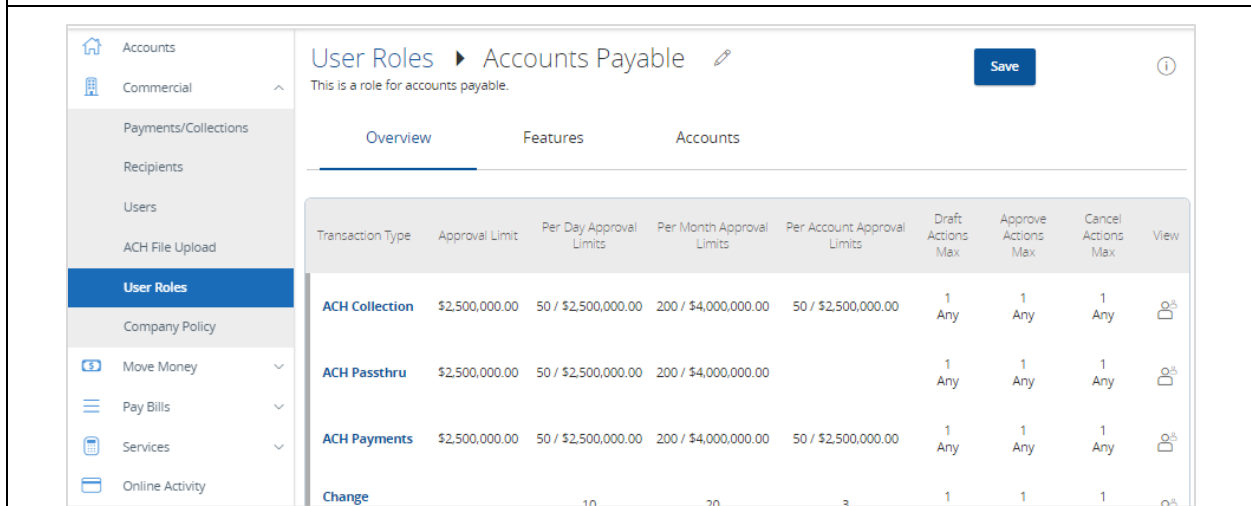 Accounts
Commercial
Payments/Collections
Recipients
Users
ACH File Upload
User Roles
Company Policy
Move Money
Pay Bills
Services
Online Activity
User Roles Accounts Payable
This is a role for accounts payable.
Save
Overview Features Accounts
Transaction Type Approval Limit Per Day Approval Limits Per Month Approval Limits Per Account Approval Limits Draft Actions Max Approve Actions Max Cancel Actions Max View
ACH Collection $2,500,000.00 50 / $2,500,000.00 200 / $4,000,000.00 50 / $2,500,000.00 1 Any 1 Any 1 Any
ACH Passthru $2,500,000.00 50 / $2,500,000.00 200 / $4,000,000.00 1 Any 1 Any 1 Any
ACH Payments $2,500,000.00 50 / $2,500,000.00 200 / $4,000,000.00 50 / $2,500,000.00 1 Any 1 Any 1 Any
Change 10 20 3 1 1 1